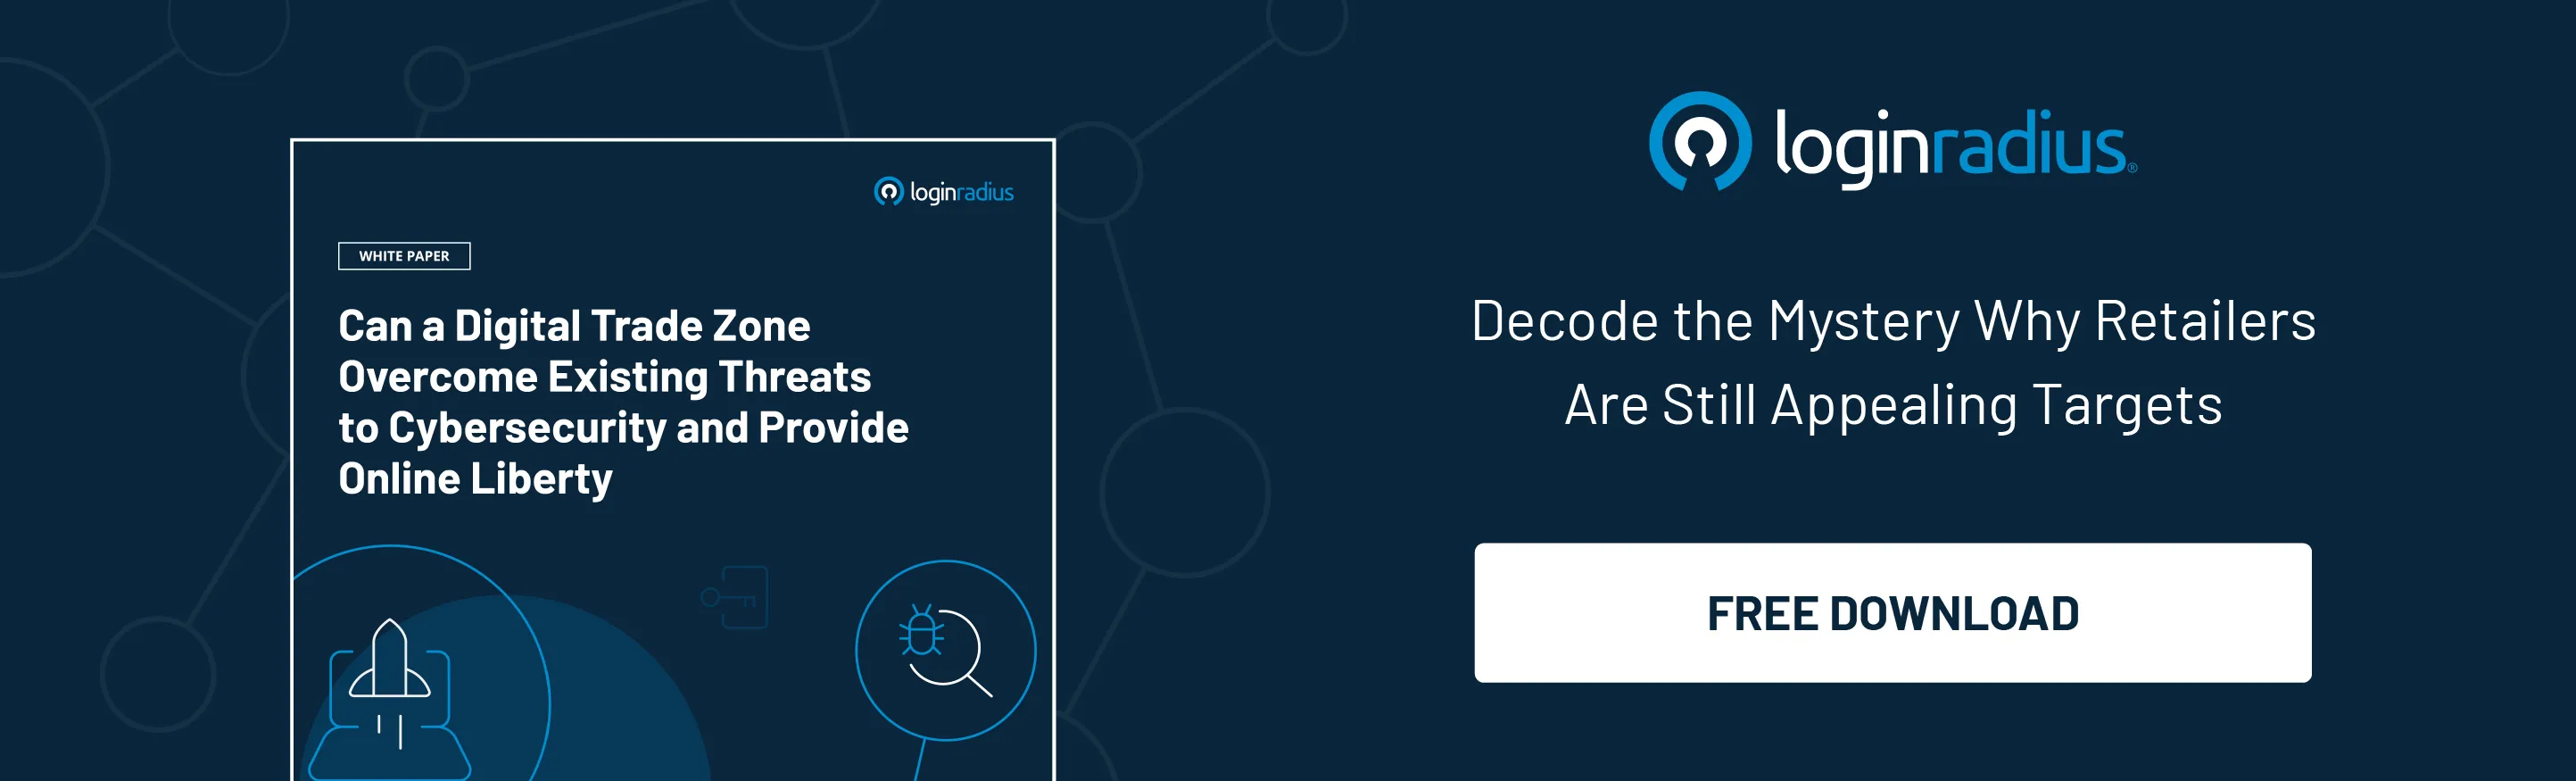 loginradius
WHITE PAPER
Can a Digital Trade Zone
Overcome Existing Threats
to Cybersecurity and Provide
Online Liberty
loginradius®
Decode the Mystery Why Retailers
Are Still Appealing Targets
FREE DOWNLOAD